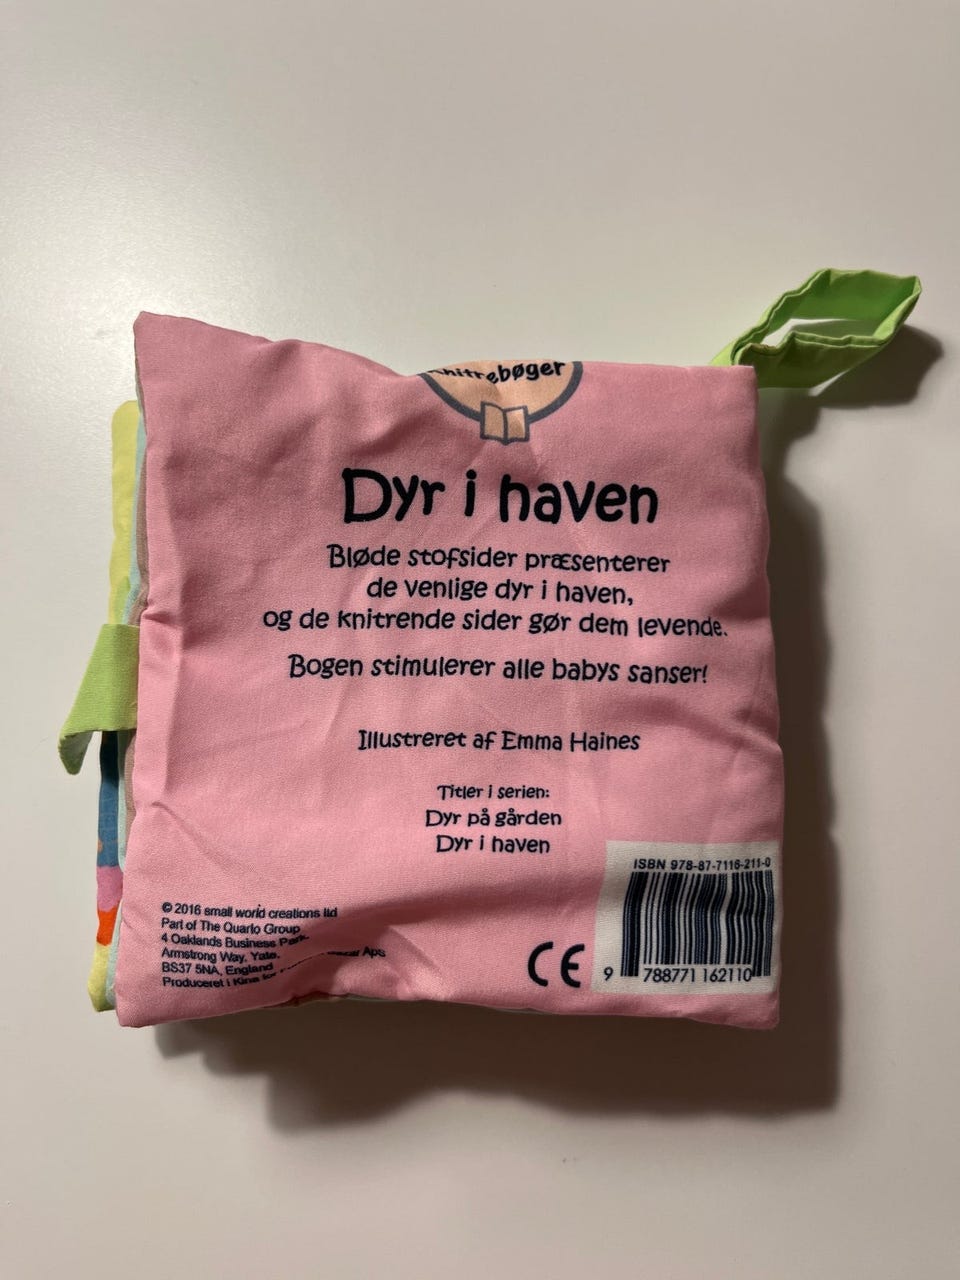 Knitrebøger
Dyr i haven
Bløde stofsider præsenterer
de venlige dyr i haven,
og de knitrende sider gør dem levende.
Bogen stimulerer alle babys sanser!
Illustreret af Emma Haines
Titler i serien:
Dyr på gården
Dyr i haven
ISBN 978-87-7116-211-0
9 788771 162110
CE
© 2016 small world creations ltd
Part of The Quarto Group
4 Oaklands Business Park,
Armstrong Way, Yate,
BS37 5NA, England
Produceret i Kina for Aps